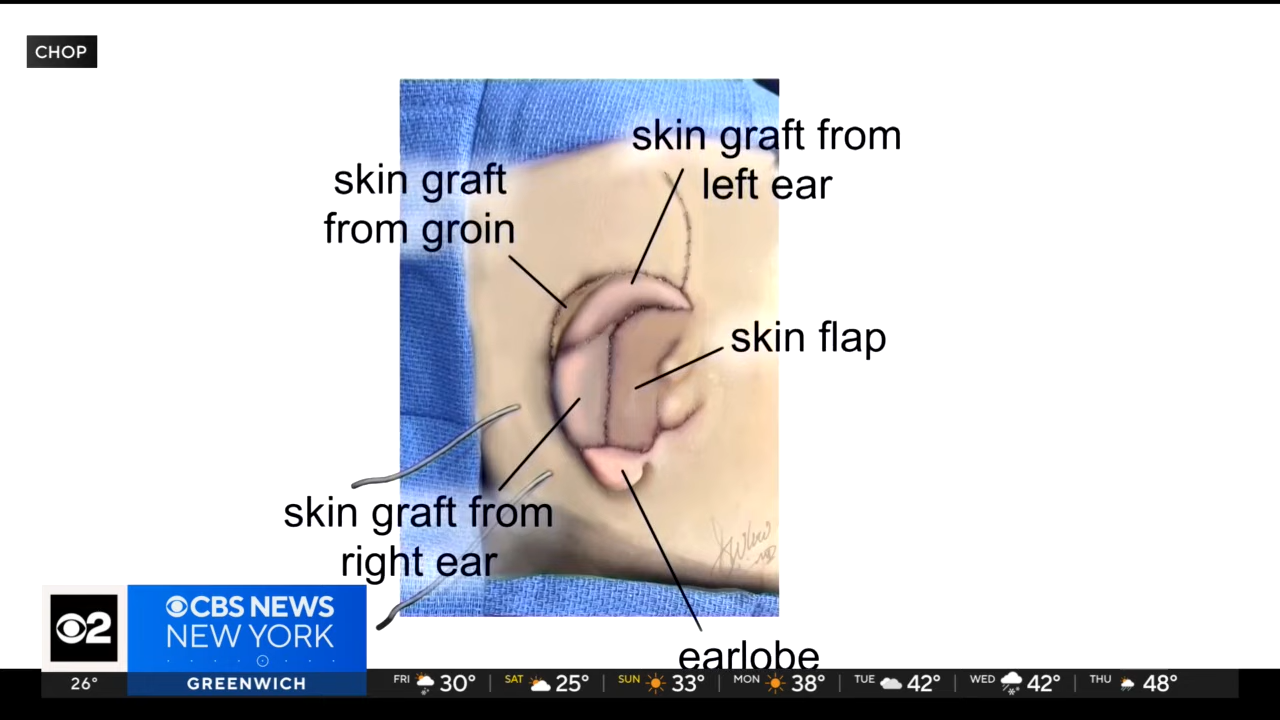 CHOP
skin graft from
left ear
skin graft
from groin
skin flap
skin graft from
right ear
earlobe
2
CBS NEWS
NEW YORK
GREENWICH
26°
FRI 30°
SAT 25°
SUN 33°
MON 38°
TUE 42°
WED 42°
THU 48°